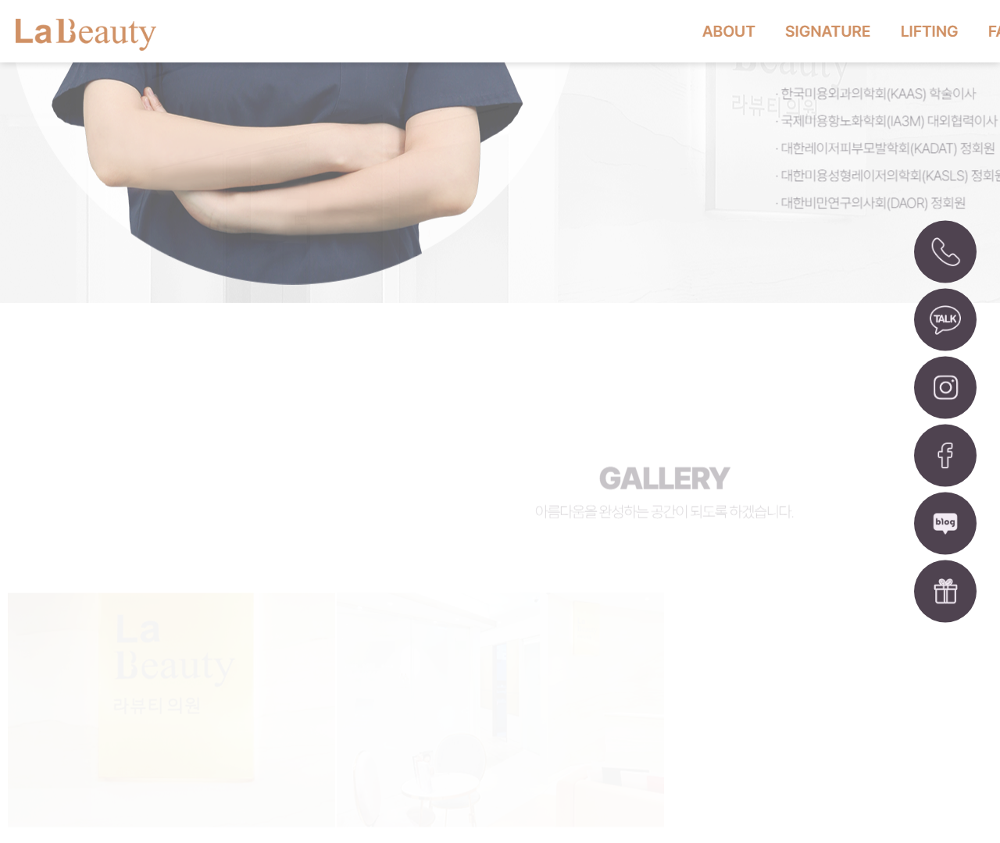 La Beauty
ABOUT SIGNATURE LIFTING FA
Beauty
라뷰티의원
· 한국미용외과의학회(KAAS) 학술이사
· 국제미용항노화학회(IA3M) 대외협력이사
· 대한레이저피부모발학회(KADAT) 정회원
· 대한미용성형레이저의학회(KASLS) 정회원
· 대한비만연구의사회(DAOR) 정회원
TALK
blog
GALLERY
아름다움을 완성하는 공간이 되도록 하겠습니다.
La
Beauty
라뷰티 의원